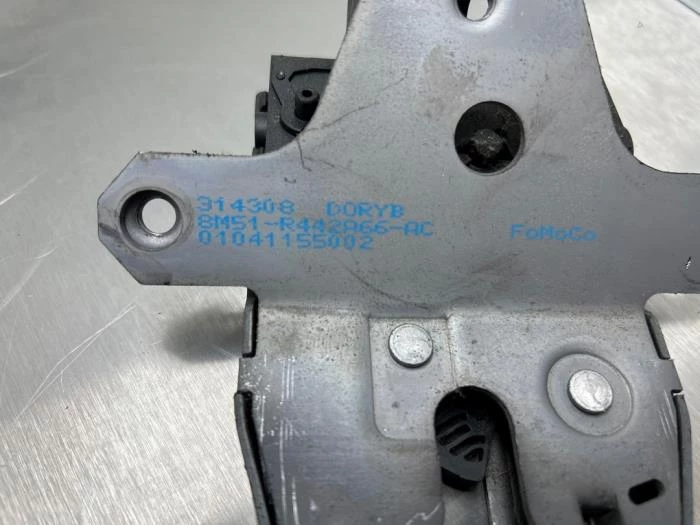 314308 DORYB
8M51-R442A66-AC FoMoCo
01041155002